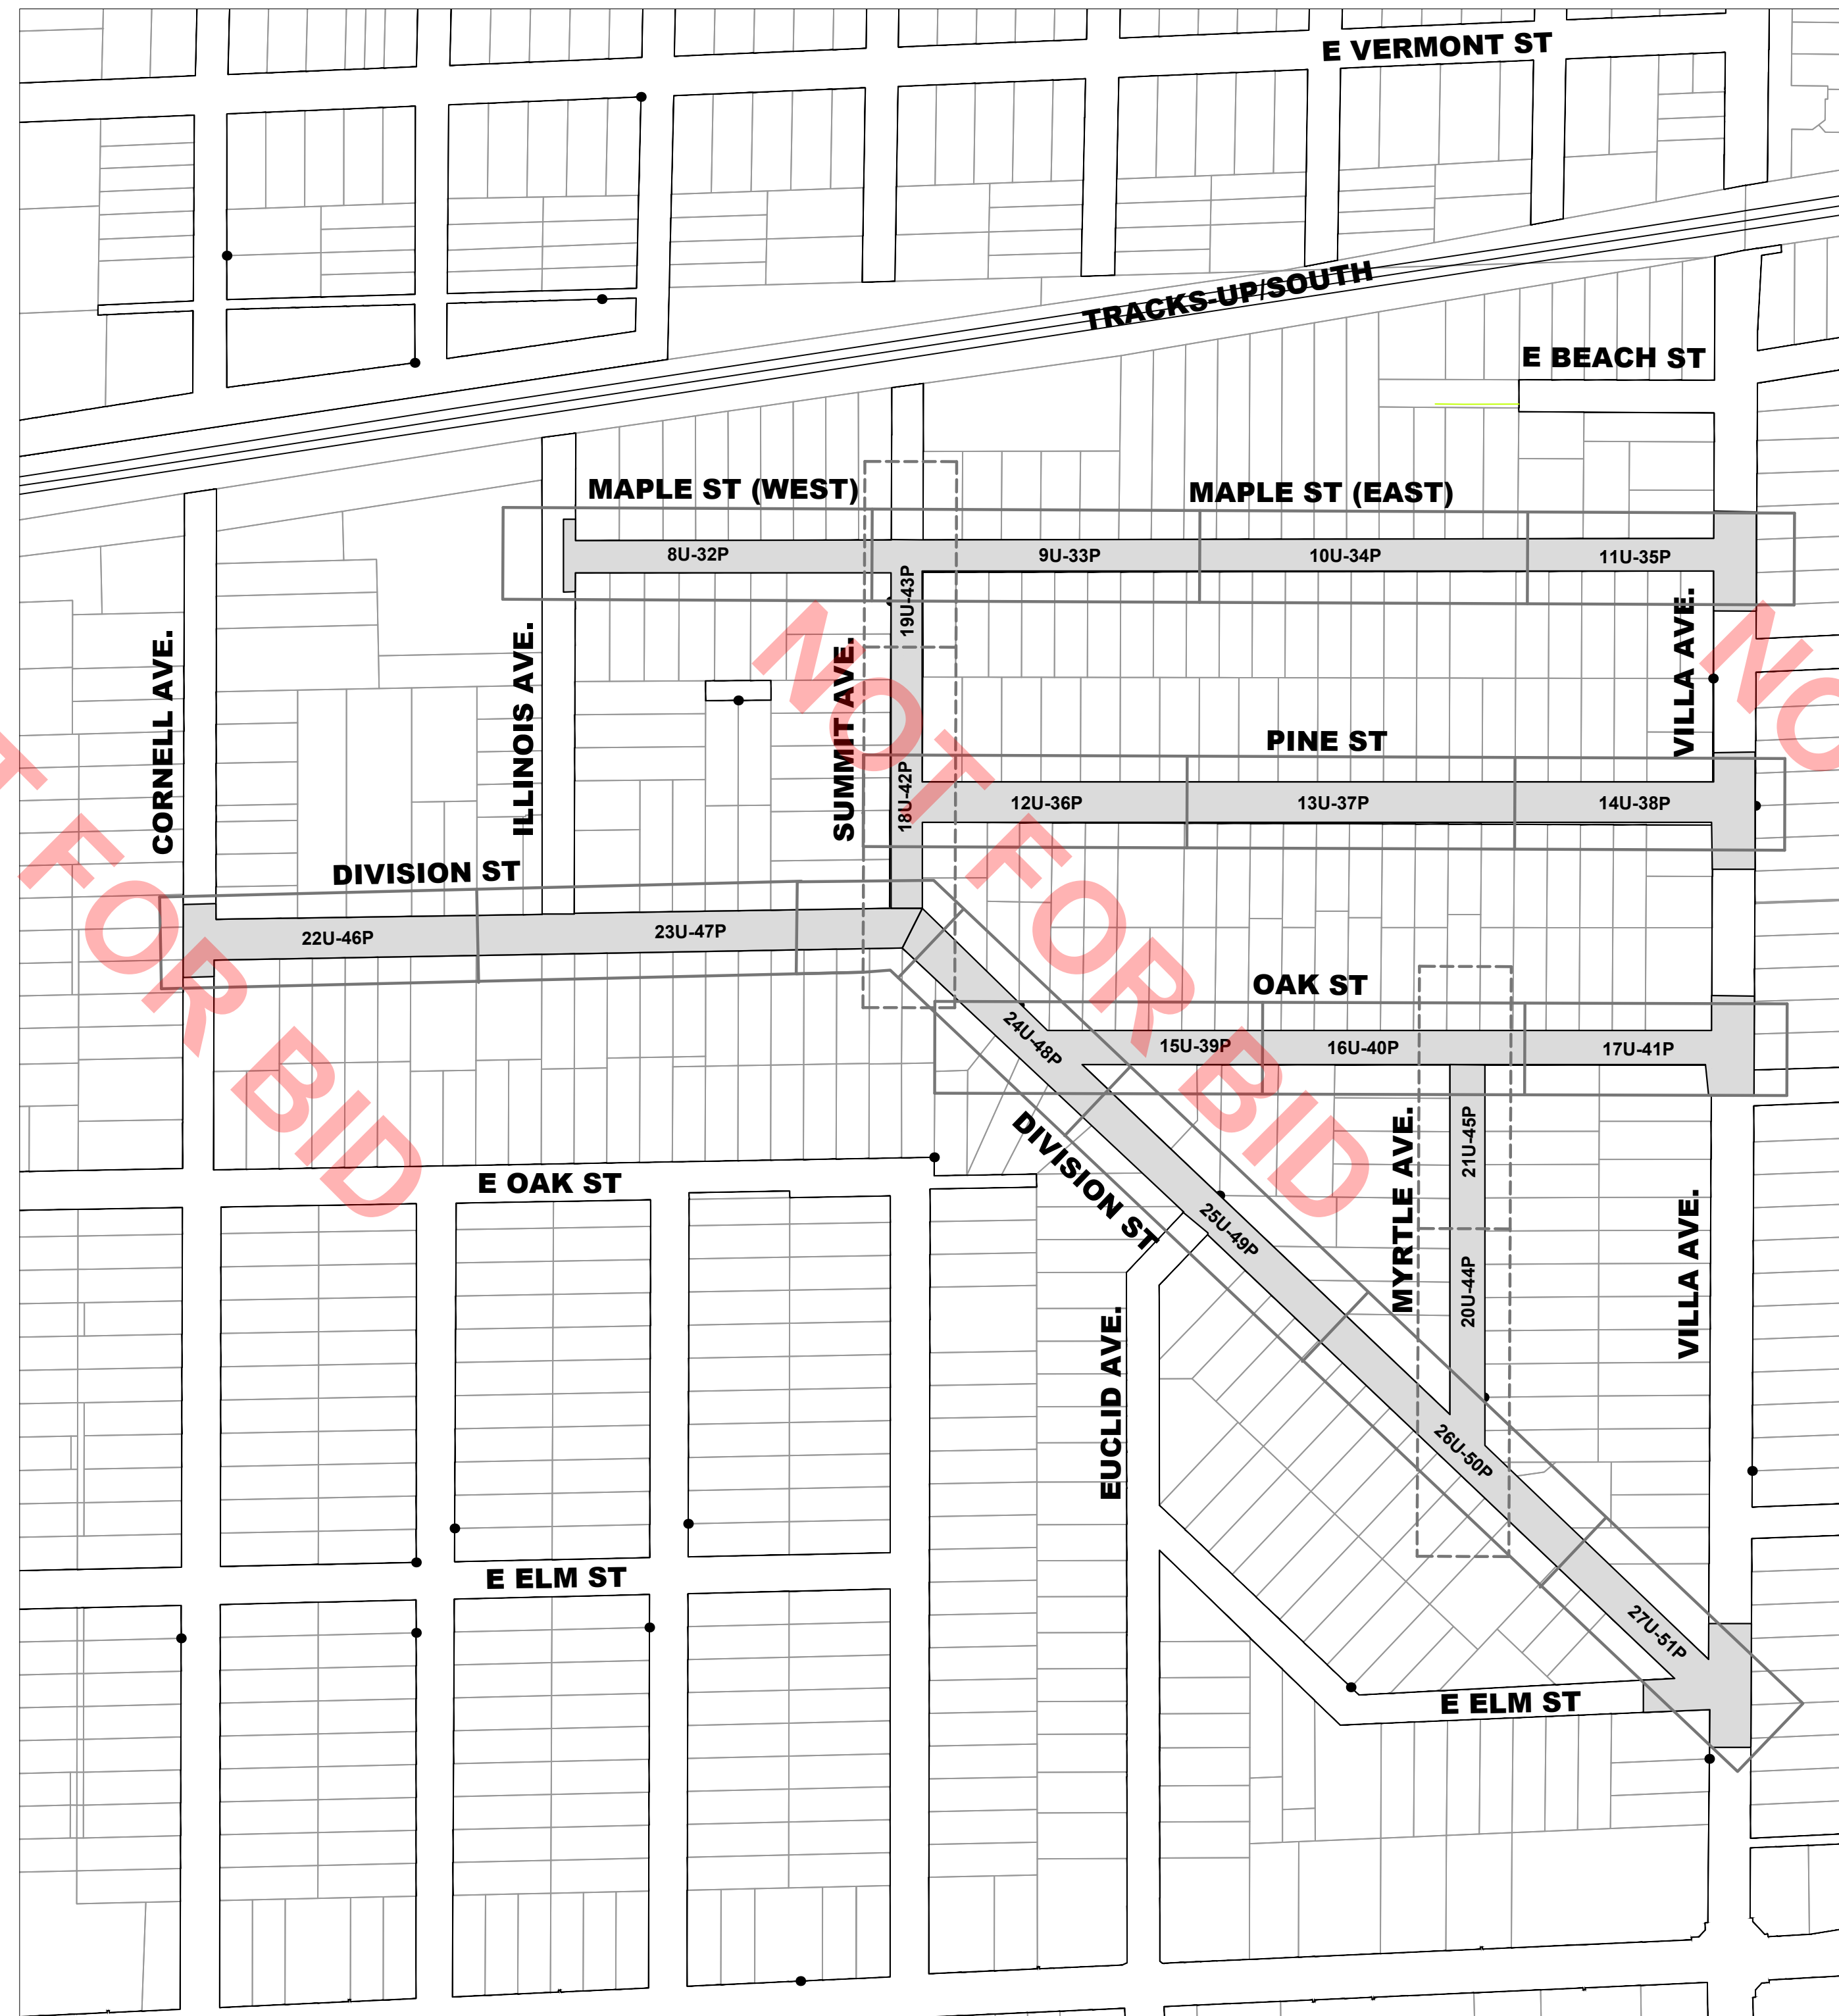 E VERMONT ST
TRACKS-UP/SOUTH
E BEACH ST
MAPLE ST (WEST)
MAPLE ST (EAST)
8U-32P
9U-33P
10U-34P
11U-35P
19U-43P
CORNELL AVE.
ILLINOIS AVE.
SUMMIT AVE.
VILLA AVE.
PINE ST
18U-42P
12U-36P
13U-37P
14U-38P
DIVISION ST
22U-46P
23U-47P
OAK ST
24U-48P
15U-39P
16U-40P
17U-41P
DIVISION ST
MYRTLE AVE.
21U-45P
E OAK ST
25U-49P
20U-44P
VILLA AVE.
EUCLID AVE.
26U-50P
E ELM ST
27U-51P
E ELM ST
T FOR BID
NOT FOR BID
NO